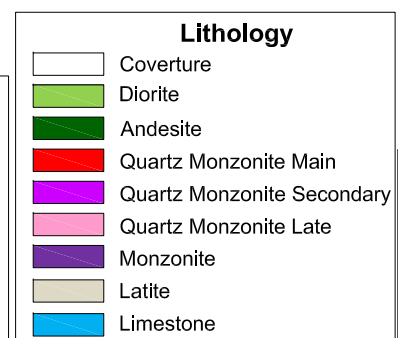 Lithology
Coverture
Diorite
Andesite
Quartz Monzonite Main
Quartz Monzonite Secondary
Quartz Monzonite Late
Monzonite
Latite
Limestone